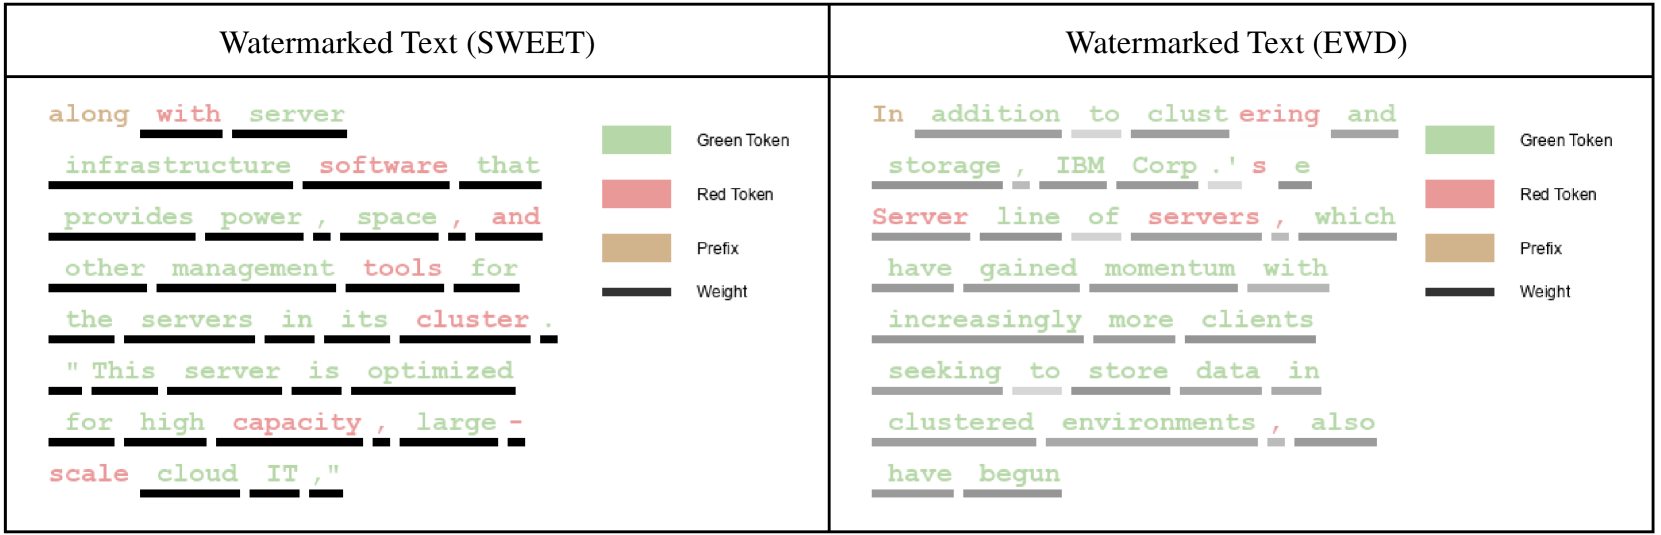 Watermarked Text (SWEET)
along with server
infrastructure software that
provides power, space, and
other management tools for
the servers in its cluster.
" This server is optimized
for high capacity, large-
scale cloud IT,"
Green Token
Red Token
Prefix
Weight
Watermarked Text (EWD)
In addition to clustering and
storage, IBM Corp.'s e
Server line of servers, which
have gained momentum with
increasingly more clients
seeking to store data in
clustered environments, also
have begun
Green Token
Red Token
Prefix
Weight